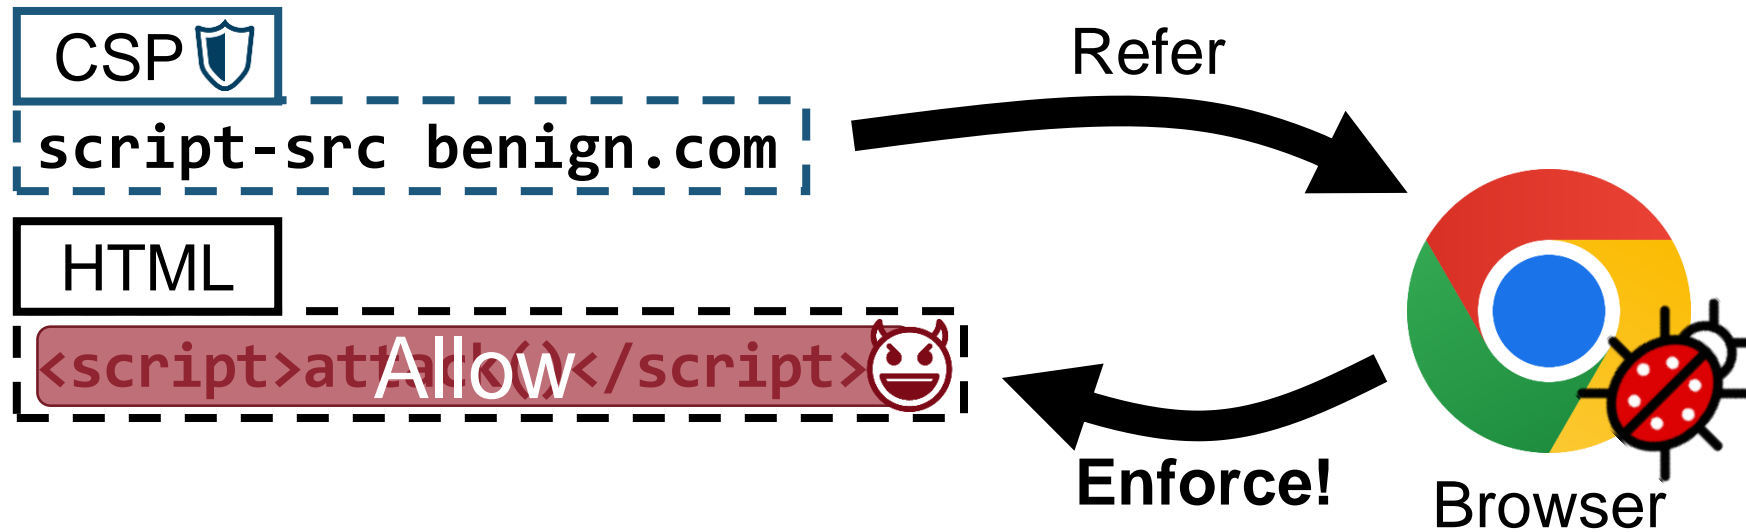 CSP
Refer
script-src benign.com
HTML
<script>attack()</script>
Allow
Enforce!
Browser